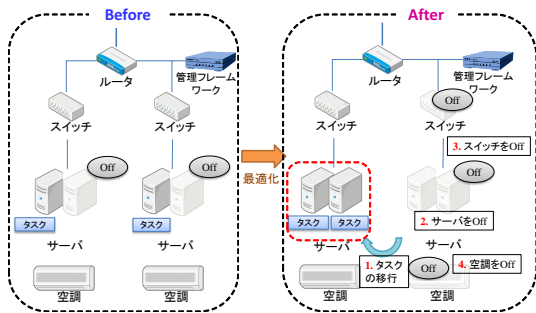 Before
ルータ
管理フレーム
ワーク
スイッチ
スイッチ
Off
Off
タスク
タスク
サーバ
サーバ
空調
空調
最適化
After
ルータ
管理フレーム
ワーク
Off
スイッチ
スイッチ
3. スイッチをOff
Off
タスク
タスク
2. サーバをOff
サーバ
サーバ
1. タスク
の移行
Off
4. 空調をOff
空調
空調